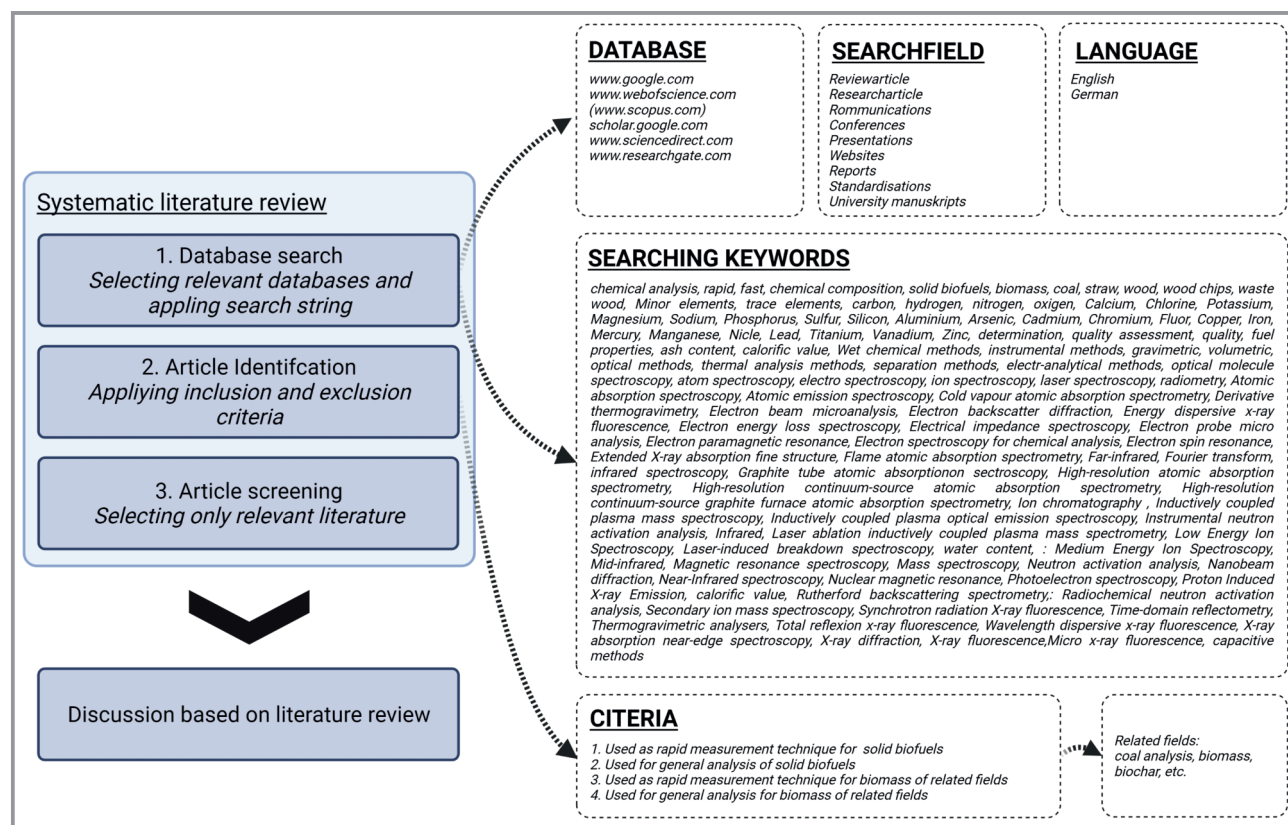 Systematic literature review
1. Database search
Selecting relevant databases and
appling search string
2. Article Identifcation
Applying inclusion and exclusion
criteria
3. Article screening
Selecting only relevant literature
Discussion based on literature review
DATABASE
www.google.com
www.webofscience.com
(www.scopus.com)
scholar.google.com
www.sciencedirect.com
www.researchgate.com
SEARCHFIELD
Reviewarticle
Researcharticle
Rommunications
Conferences
Presentations
Websites
Reports
Standardisations
University manuskripts
LANGUAGE
English
German
SEARCHING KEYWORDS
chemical analysis, rapid, fast, chemical composition, solid biofuels, biomass, coal, straw, wood, wood chips, waste
wood, Minor elements, trace elements, carbon, hydrogen, nitrogen, oxigen, Calcium, Chlorine, Potassium,
Magnesium, Sodium, Phosphorus, Sulfur, Silicon, Aluminium, Arsenic, Cadmium, Chromium, Fluor, Copper, Iron,
Mercury, Manganese, Nicle, Lead, Titanium, Vanadium, Zinc, determination, quality assessment, quality, fuel
properties, ash content, calorific value, Wet chemical methods, instrumental methods, gravimetric, volumetric,
optical methods, thermal analysis methods, separation methods, electr-analytical methods, optical molecule
spectroscopy, atom spectroscopy, electro spectroscopy, ion spectroscopy, laser spectroscopy, radiometry, Atomic
absorption spectroscopy, Atomic emission spectroscopy, Cold vapour atomic absorption spectrometry, Derivative
thermogravimetry, Electron beam microanalysis, Electron backscatter diffraction, Energy dispersive x-ray
fluorescence, Electron energy loss spectroscopy, Electrical impedance spectroscopy, Electron probe micro
analysis, Electron paramagnetic resonance, Electron spectroscopy for chemical analysis, Electron spin resonance,
Extended X-ray absorption fine structure, Flame atomic absorption spectrometry, Far-infrared, Fourier transform,
infrared spectroscopy, Graphite tube atomic absorptionon sectroscopy, High-resolution atomic absorption
spectrometry, High-resolution continuum-source atomic absorption spectrometry, High-resolution
continuum-source graphite furnace atomic absorption spectrometry, Ion chromatography , Inductively coupled
plasma mass spectroscopy, Inductively coupled plasma optical emission spectroscopy, Instrumental neutron
activation analysis, Infrared, Laser ablation inductively coupled plasma mass spectrometry, Low Energy Ion
Spectroscopy, Laser-induced breakdown spectroscopy, water content, : Medium Energy Ion Spectroscopy,
Mid-infrared, Magnetic resonance spectroscopy, Mass spectroscopy, Neutron activation analysis, Nanobeam
diffraction, Near-Infrared spectroscopy, Nuclear magnetic resonance, Photoelectron spectroscopy, Proton Induced
X-ray Emission, calorific value, Rutherford backscattering spectrometry,: Radiochemical neutron activation
analysis, Secondary ion mass spectroscopy, Synchrotron radiation X-ray fluorescence, Time-domain reflectometry,
Thermogravimetric analysers, Total reflexion x-ray fluorescence, Wavelength dispersive x-ray fluorescence, X-ray
absorption near-edge spectroscopy, X-ray diffraction, X-ray fluorescence,Micro x-ray fluorescence, capacitive
methods
CITERIA
1. Used as rapid measurement technique for solid biofuels
2. Used for general analysis of solid biofuels
3. Used as rapid measurement technique for biomass of related fields
4. Used for general analysis for biomass of related fields
Related fields:
coal analysis, biomass,
biochar, etc.